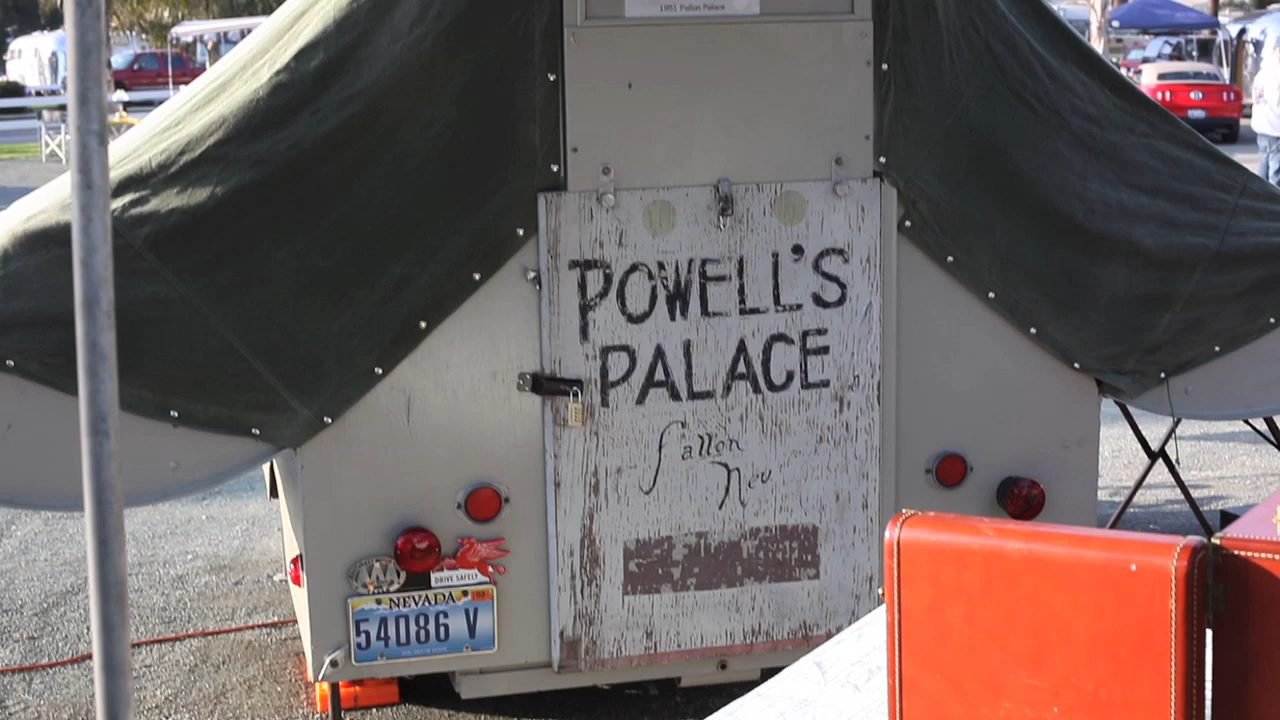 1951 Fallon Palace
POWELL'S
PALACE
Fallon
Nev
DRIVE SAFELY
NEVADA
54086 V